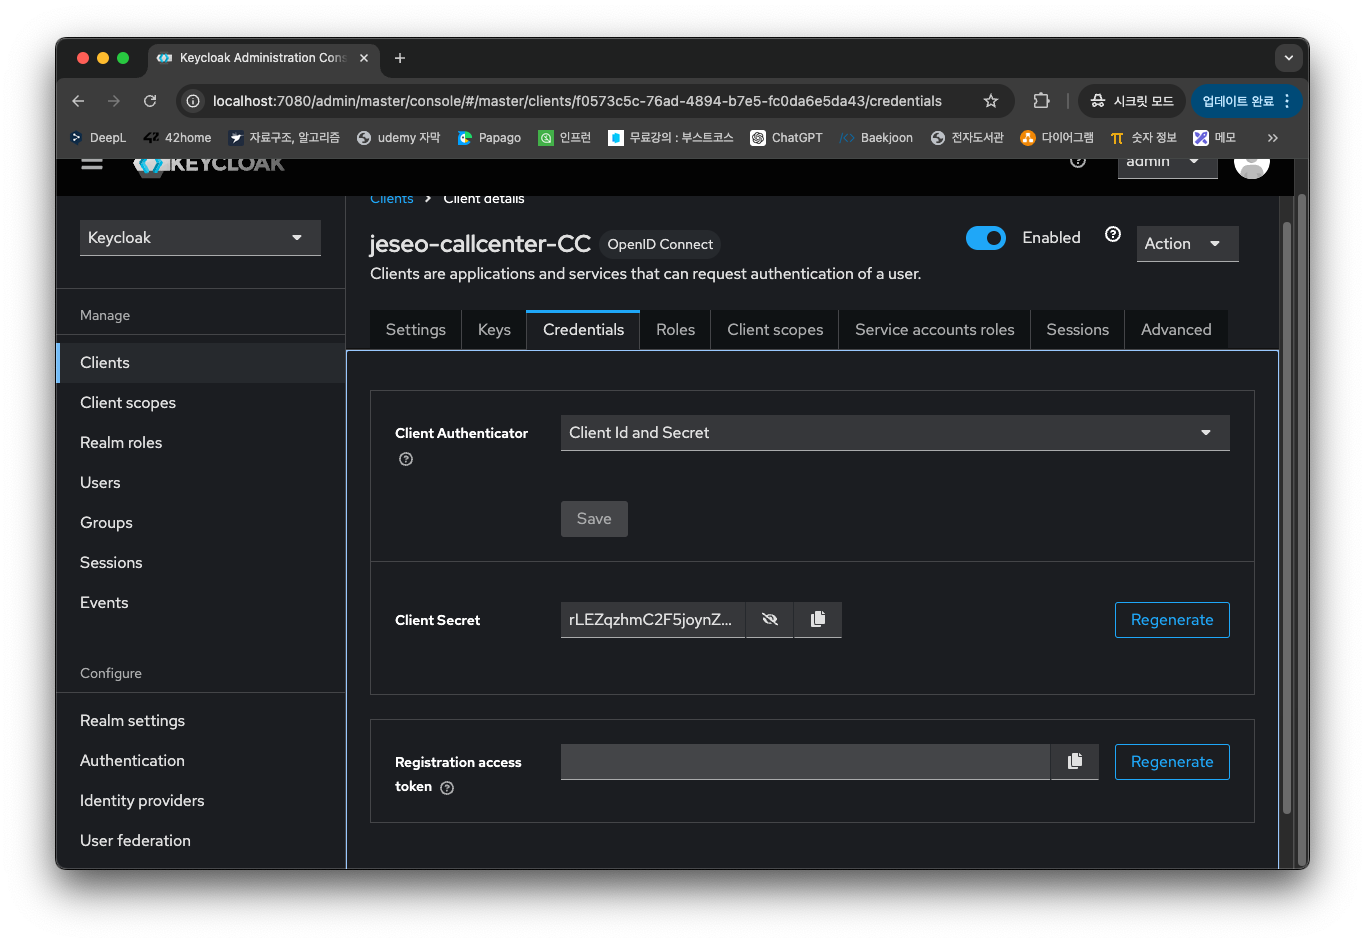 Keycloak Administration Cons
localhost:7080/admin/master/console/#/master/clients/f0573c5c-76ad-4894-b7e5-fc0da6e5da43/credentials
시크릿 모드
업데이트 완료
DeepL
42home
자료구조, 알고리즘
udemy 자막
Papago
인프런
무료강의 : 부스트코스
ChatGPT
Baekjoon
전자도서관
다이어그램
숫자 정보
메모
KEYCLOAK
admin
Keycloak
Manage
Clients
Client scopes
Realm roles
Users
Groups
Sessions
Events
Configure
Realm settings
Authentication
Identity providers
User federation
Clients > Client details
jeseo-callcenter-CC
OpenID Connect
Enabled
Action
Clients are applications and services that can request authentication of a user.
Settings
Keys
Credentials
Roles
Client scopes
Service accounts roles
Sessions
Advanced
Client Authenticator
Client Id and Secret
Save
Client Secret
rLEZqzhmC2F5joynZ...
Regenerate
Registration access
token
Regenerate